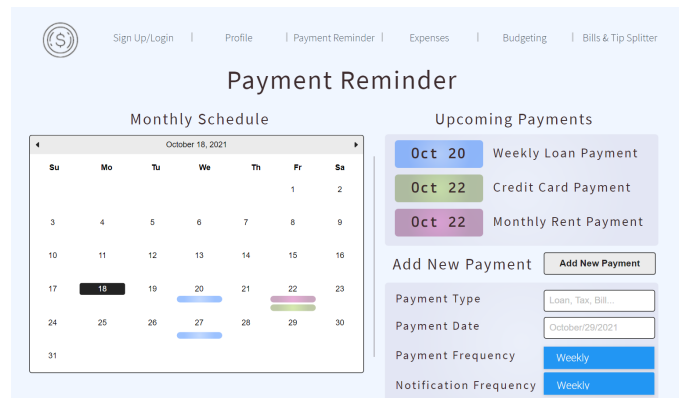 $
Sign Up/Login | Profile | Payment Reminder | Expenses | Budgeting | Bills & Tip Splitter
Payment Reminder
Monthly Schedule
October 18, 2021
Su Mo Tu We Th Fr Sa
1 2
3 4 5 6 7 8 9
10 11 12 13 14 15 16
17 18 19 20 21 22 23
24 25 26 27 28 29 30
31
Upcoming Payments
Oct 20 Weekly Loan Payment
Oct 22 Credit Card Payment
Oct 22 Monthly Rent Payment
Add New Payment Add New Payment
Payment Type Loan, Tax, Bill...
Payment Date October/29/2021
Payment Frequency Weekly
Notification Frequency Weekly